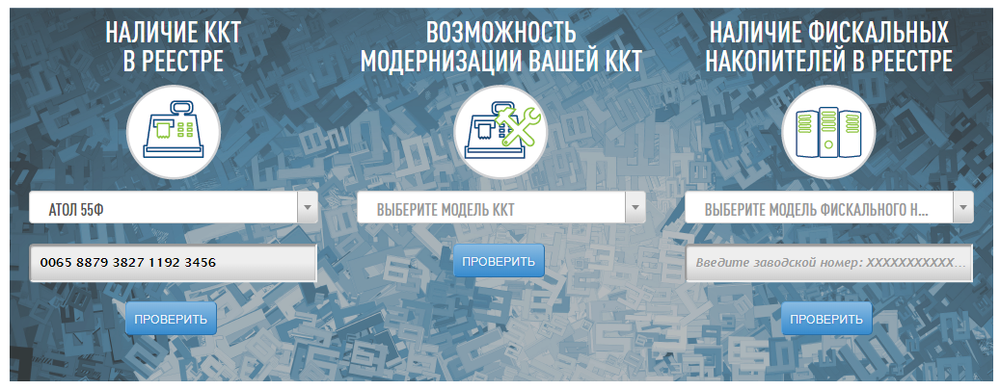 НАЛИЧИЕ ККТ
В РЕЕСТРЕ
АТОЛ 55Ф
0065 8879 3827 1192 3456
ПРОВЕРИТЬ
ВОЗМОЖНОСТЬ
МОДЕРНИЗАЦИИ ВАШЕЙ ККТ
ВЫБЕРИТЕ МОДЕЛЬ ККТ
ПРОВЕРИТЬ
НАЛИЧИЕ ФИСКАЛЬНЫХ
НАКОПИТЕЛЕЙ В РЕЕСТРЕ
ВЫБЕРИТЕ МОДЕЛЬ ФИСКАЛЬНОГО Н...
Введите заводской номер: XXXXXXXXXXX...
ПРОВЕРИТЬ